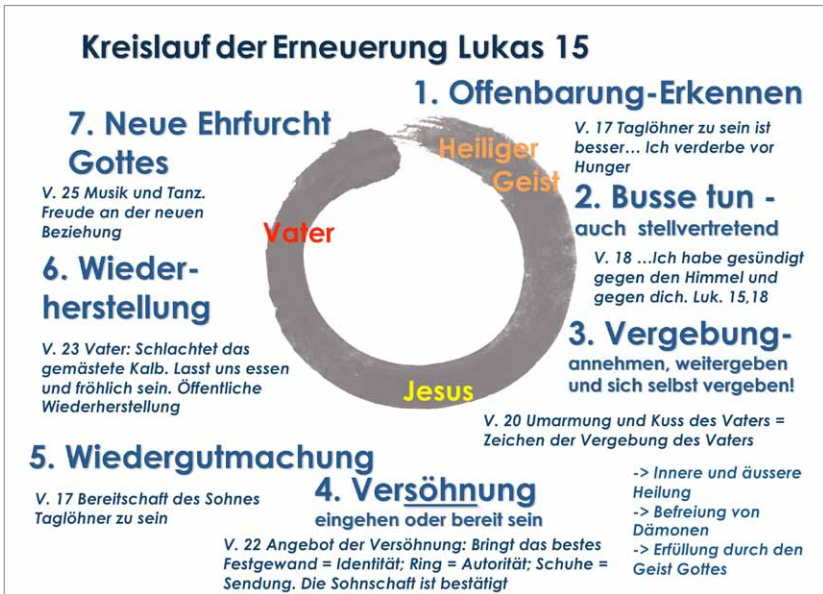 Kreislauf der Erneuerung Lukas 15
1. Offenbarung-Erkennen
V. 17 Taglöhner zu sein ist
besser... Ich verderbe vor
Hunger
Heiliger
Geist
2. Busse tun -
auch stellvertretend
V. 18 ...Ich habe gesündigt
gegen den Himmel und
gegen dich. Luk. 15,18
3. Vergebung-
annehmen, weitergeben
und sich selbst vergeben!
V. 20 Umarmung und Kuss des Vaters =
Zeichen der Vergebung des Vaters
Jesus
4. Versöhnung
eingehen oder bereit sein
V. 22 Angebot der Versöhnung: Bringt das bestes
Festgewand = Identität; Ring = Autorität; Schuhe =
Sendung. Die Sohnschaft ist bestätigt
-> Innere und äussere
Heilung
-> Befreiung von
Dämonen
-> Erfüllung durch den
Geist Gottes
5. Wiedergutmachung
V. 17 Bereitschaft des Sohnes
Taglöhner zu sein
6. Wieder-
herstellung
V. 23 Vater: Schlachtet das
gemästete Kalb. Lasst uns essen
und fröhlich sein. Öffentliche
Wiederherstellung
Vater
7. Neue Ehrfurcht
Gottes
V. 25 Musik und Tanz.
Freude an der neuen
Beziehung